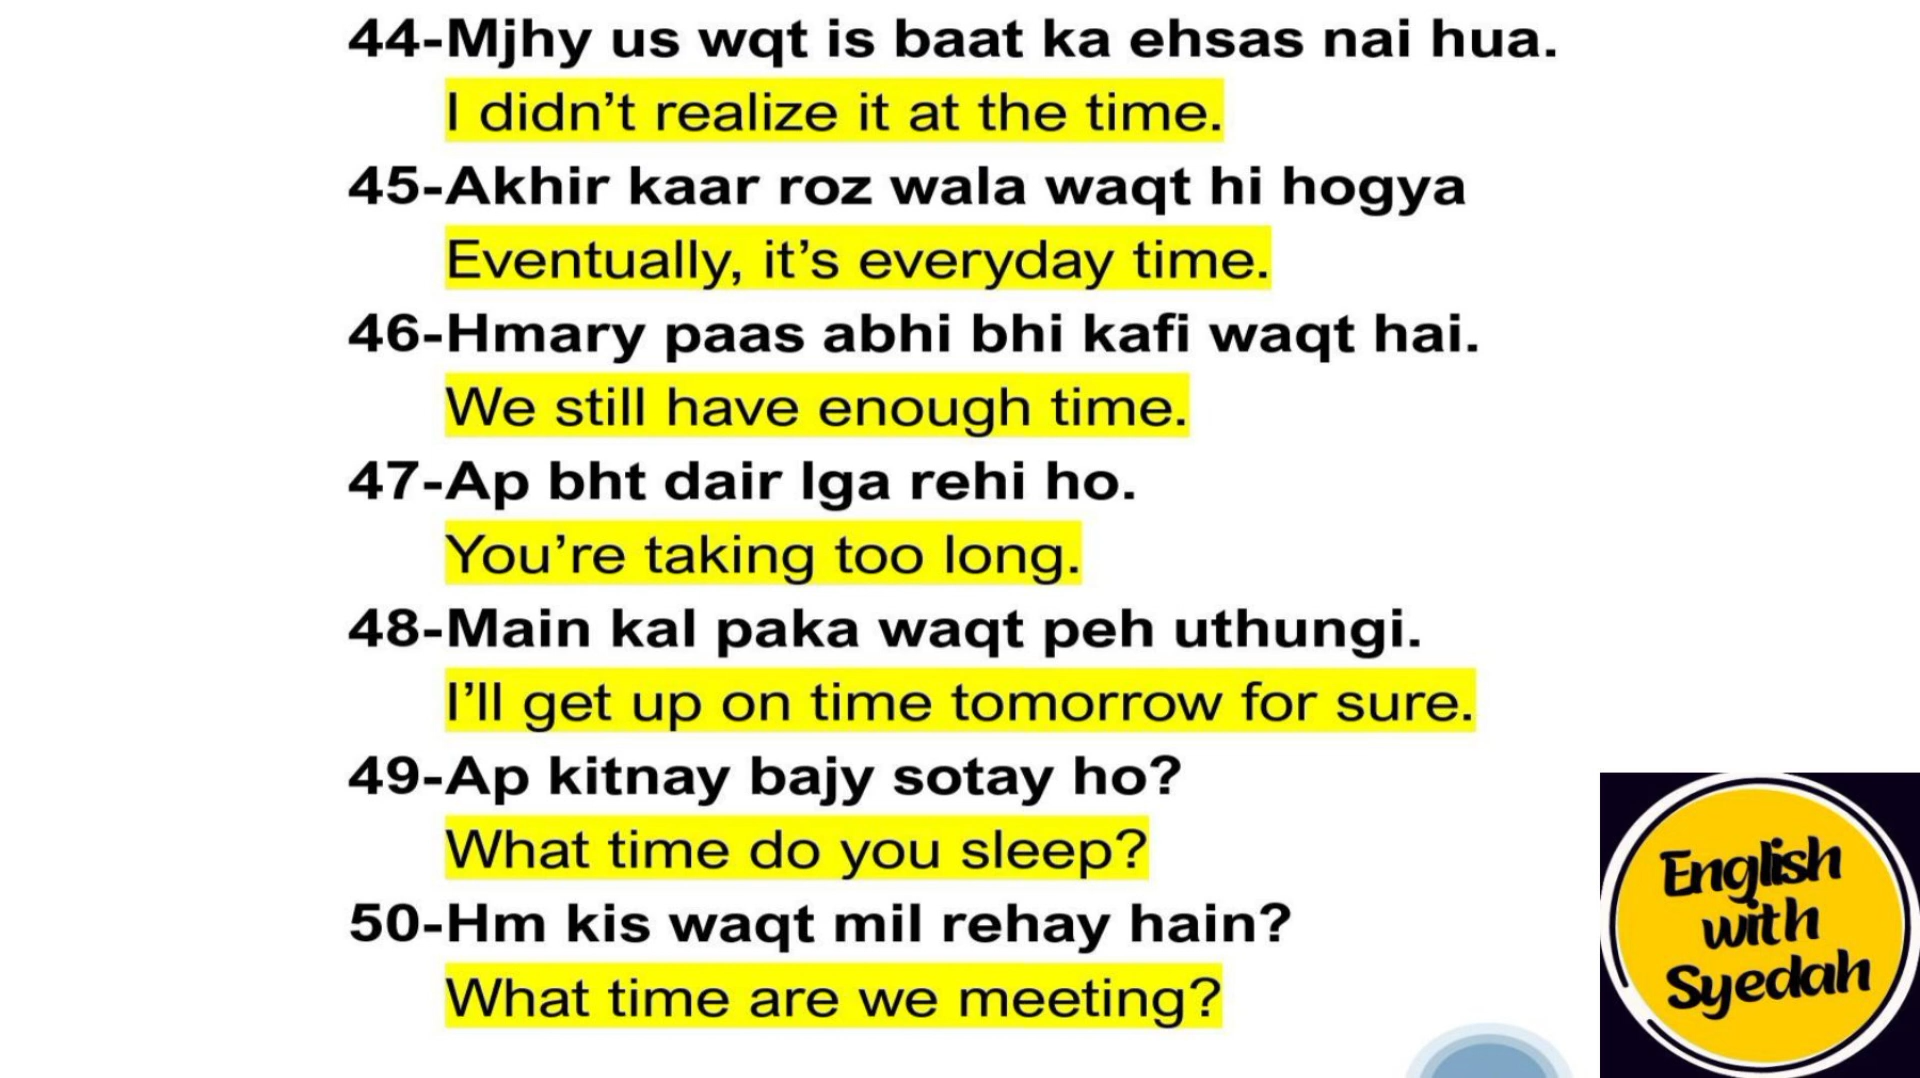 44-Mjhy us wqt is baat ka ehsas nai hua.
I didn’t realize it at the time.
45-Akhir kaar roz wala waqt hi hogya
Eventually, it’s everyday time.
46-Hmary paas abhi bhi kafi waqt hai.
We still have enough time.
47-Ap bht dair lga rehi ho.
You’re taking too long.
48-Main kal paka waqt peh uthungi.
I’ll get up on time tomorrow for sure.
49-Ap kitnay bajy sotay ho?
What time do you sleep?
50-Hm kis waqt mil rehay hain?
What time are we meeting?
English
with
Syedah